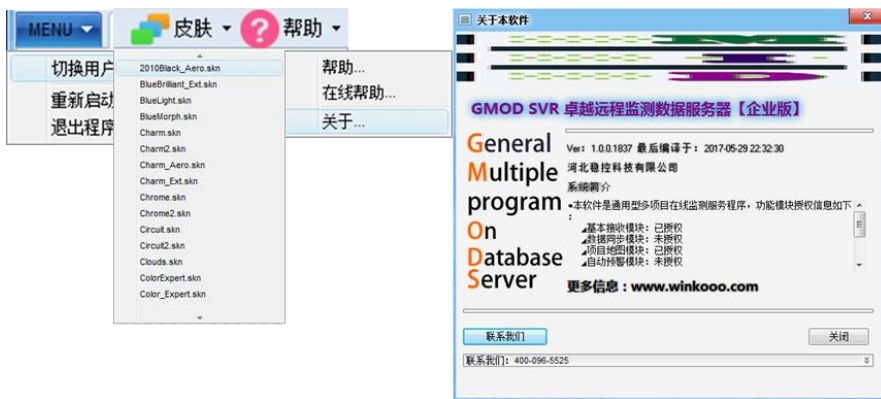 MENU
皮肤
帮助
切换用户
重新启动
退出程序
2010Black_Aero.skn
BlueBrilliant_Ext.skn
BlueLight.skn
BlueMorph.skn
Charm.skn
Charm2.skn
Charm_Aero.skn
Charm_Ext.skn
Chrome.skn
Chrome2.skn
Circuit.skn
Circuit2.skn
Clouds.skn
ColorExpert.skn
Color_Expert.skn
帮助...
在线帮助...
关于...
关于本软件
GMOD SVR 卓越远程监测数据服务器【企业版】
General
Multiple
program
On
Database
Server
Ver: 1.0.0.1837 最后编译于: 2017-05-29 22:32:30
河北稳控科技有限公司
系统简介
•本软件是通用型多项目在线监测服务程序，功能模块授权信息如下
:
基本接收模块: 已授权
数据同步模块: 未授权
项目地图模块: 已授权
自动预警模块: 未授权
更多信息：www.winkooo.com
联系我们
关闭
联系我们: 400-096-5525